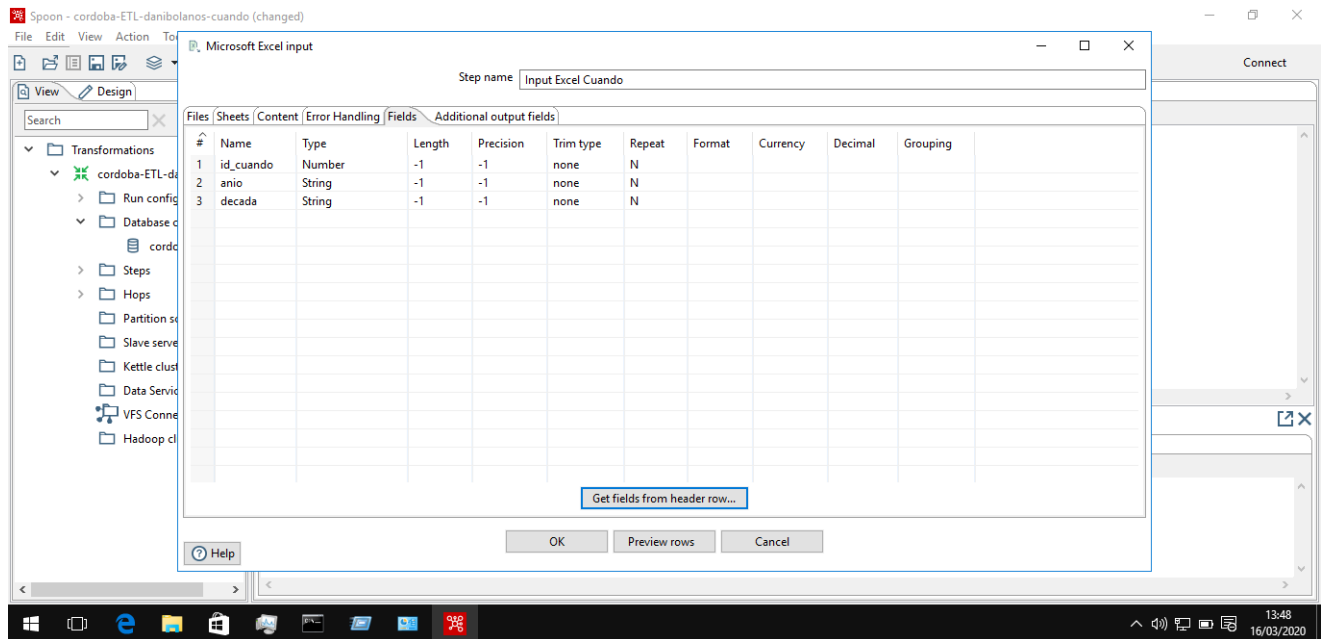 Spoon - cordoba-ETL-danibolanos-cuando (changed)
File Edit View Action Too
Connect
View Design
Search
Transformations
cordoba-ETL-da
Run config
Database c
cordo
Steps
Hops
Partition sc
Slave serve
Kettle clust
Data Servic
VFS Conne
Hadoop cl
Microsoft Excel input
Step name Input Excel Cuando
Files Sheets Content Error Handling Fields Additional output fields
# Name Type Length Precision Trim type Repeat Format Currency Decimal Grouping
1 id_cuando Number -1 -1 none N
2 anio String -1 -1 none N
3 decada String -1 -1 none N
Get fields from header row...
Help OK Preview rows Cancel
13:48
16/03/2020